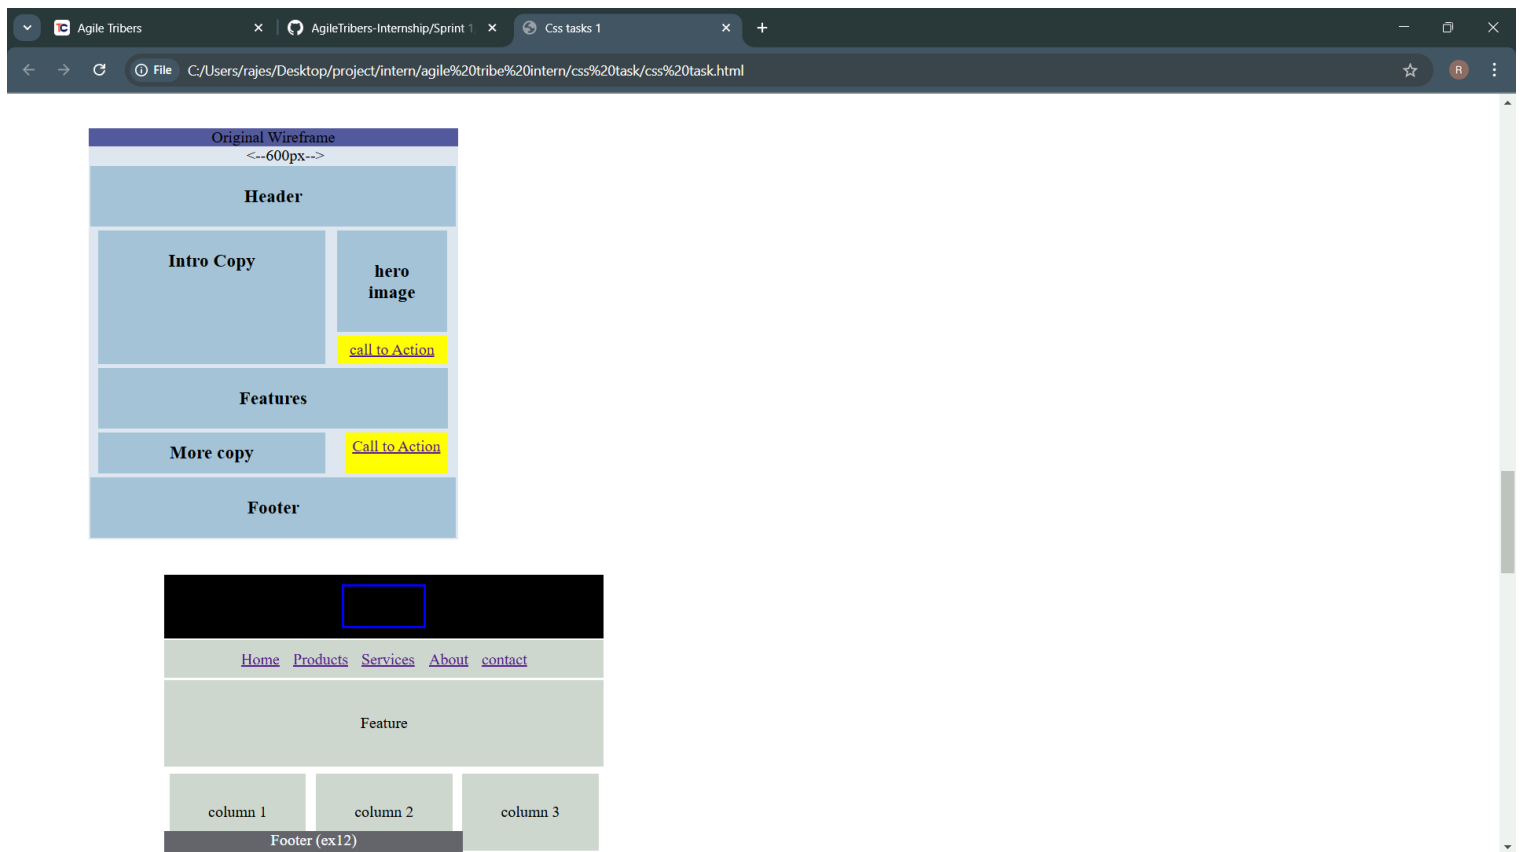 Agile Tribers
AgileTribers-Internship/Sprint 1
Css tasks 1
File
C:/Users/rajes/Desktop/project/intern/agile%20tribe%20intern/css%20task/css%20task.html
R
Original Wireframe
<--600px-->
Header
Intro Copy
hero
image
call to Action
Features
More copy
Call to Action
Footer
Home Products Services About contact
Feature
column 1 column 2 column 3
Footer (ex12)